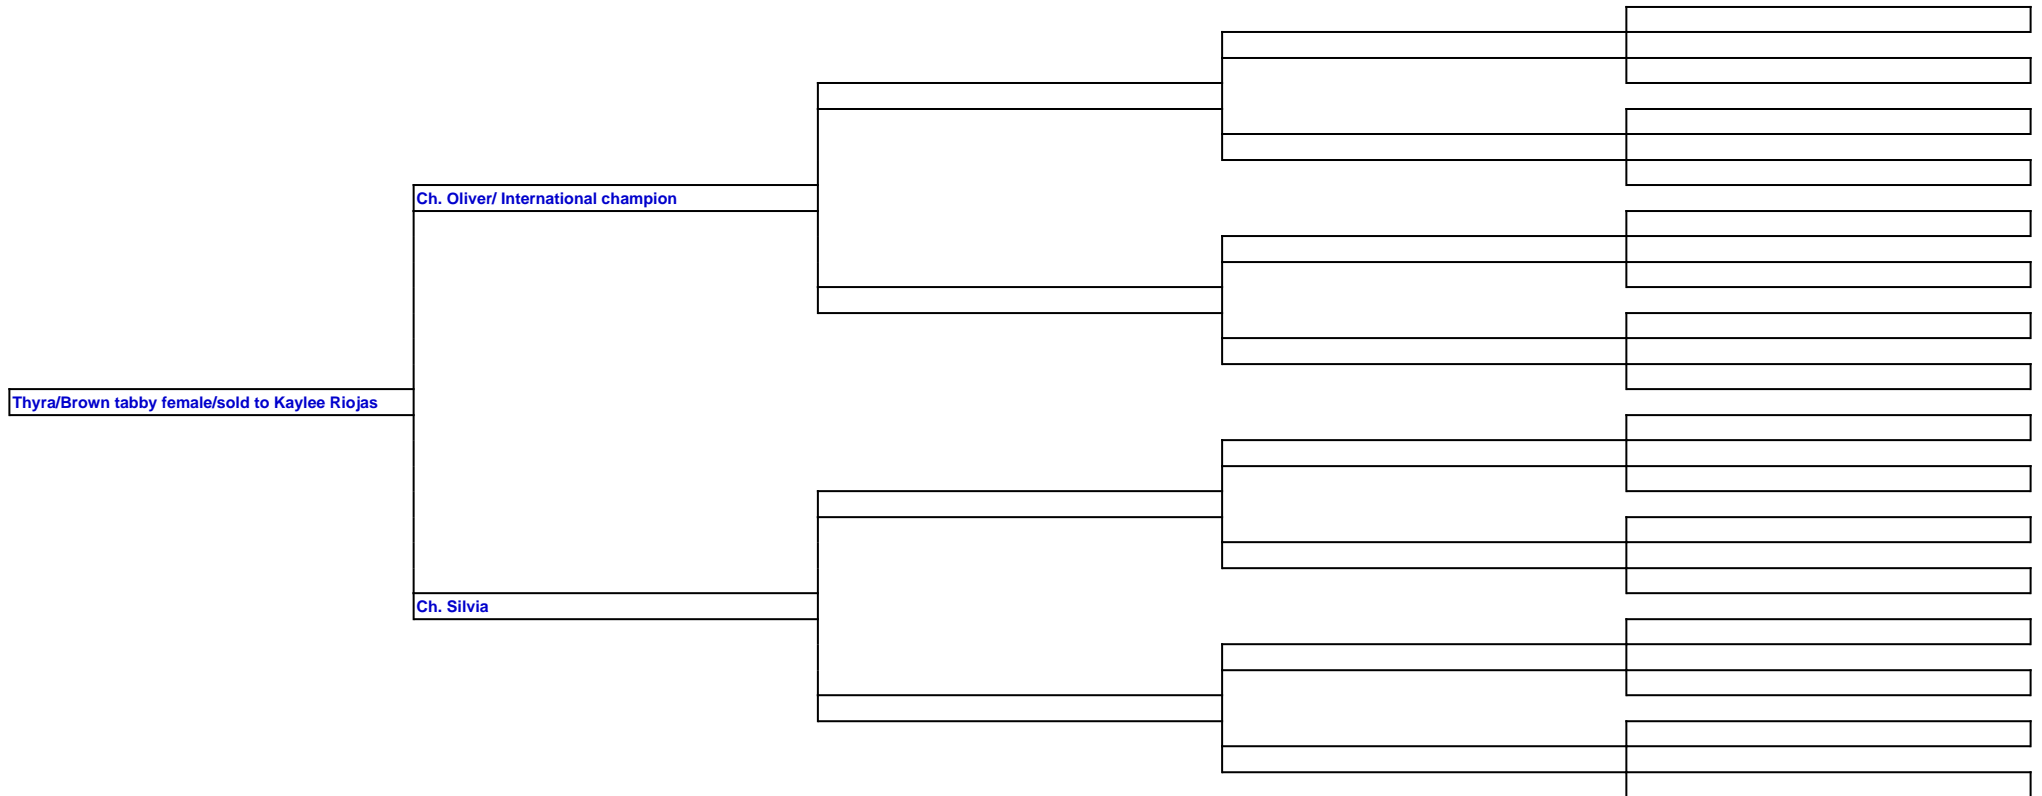 Ch. Oliver/ International champion
Thyra/Brown tabby female/sold to Kaylee Riojas
Ch. Silvia